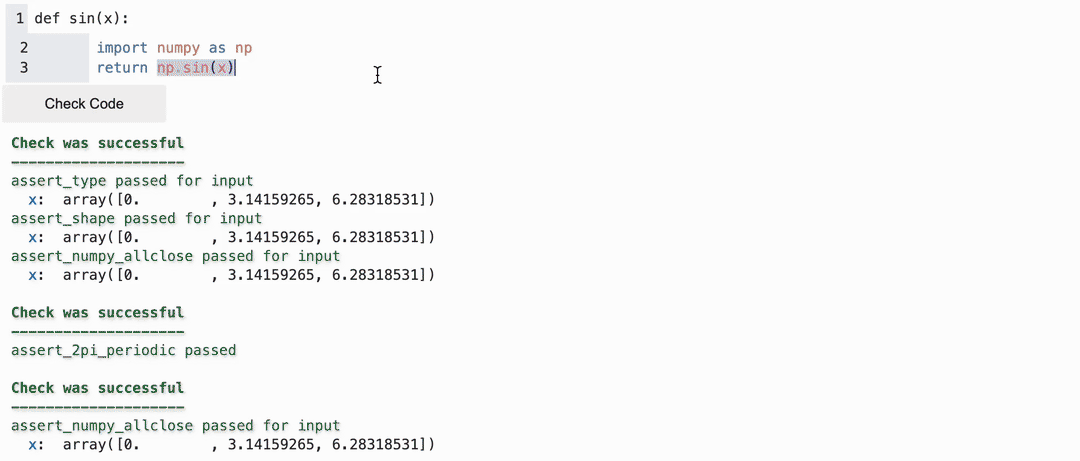 1 def sin(x):
2 import numpy as np
3 return np.sin(x)
Check Code
Check was successful
--------------------
assert_type passed for input
x: array([0.        , 3.14159265, 6.28318531])
assert_shape passed for input
x: array([0.        , 3.14159265, 6.28318531])
assert_numpy_allclose passed for input
x: array([0.        , 3.14159265, 6.28318531])
Check was successful
--------------------
assert_2pi_periodic passed
Check was successful
--------------------
assert_numpy_allclose passed for input
x: array([0.        , 3.14159265, 6.28318531])